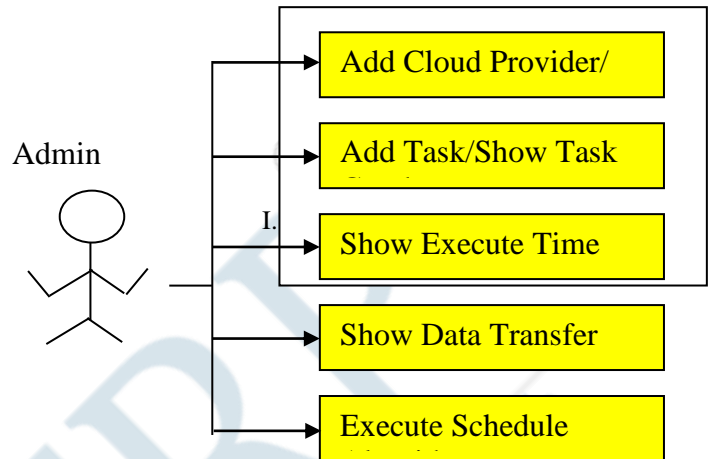 Add Cloud Provider/
Admin
Add Task/Show Task
I.
Show Execute Time
Show Data Transfer
Execute Schedule